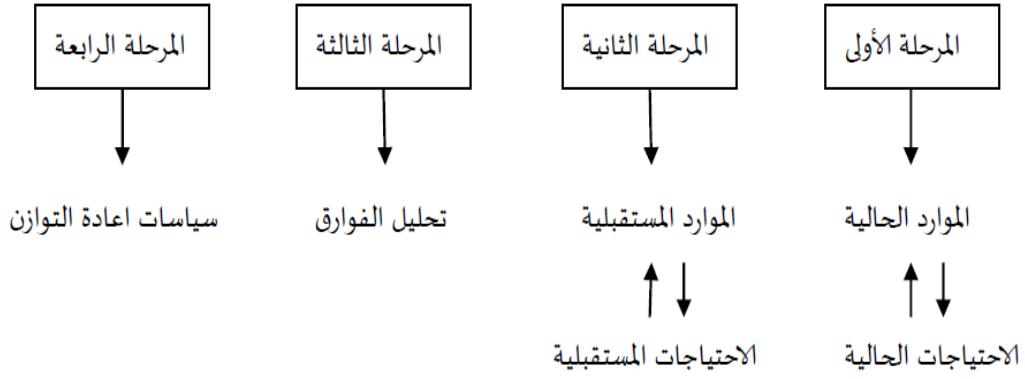 المرحلة الأولى
المرحلة الثانية
المرحلة الثالثة
المرحلة الرابعة
الموارد الحالية
الموارد المستقبلية
تحليل الفوارق
سياسات اعادة التوازن
الاحتياجات الحالية
الاحتياجات المستقبلية